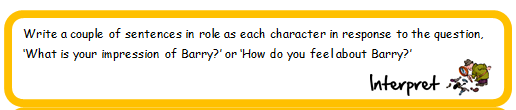 Write a couple of sentences in role as each character in response to the question,
'What is your impression of Barry?' or 'How do you feel about Barry?'
Interpret